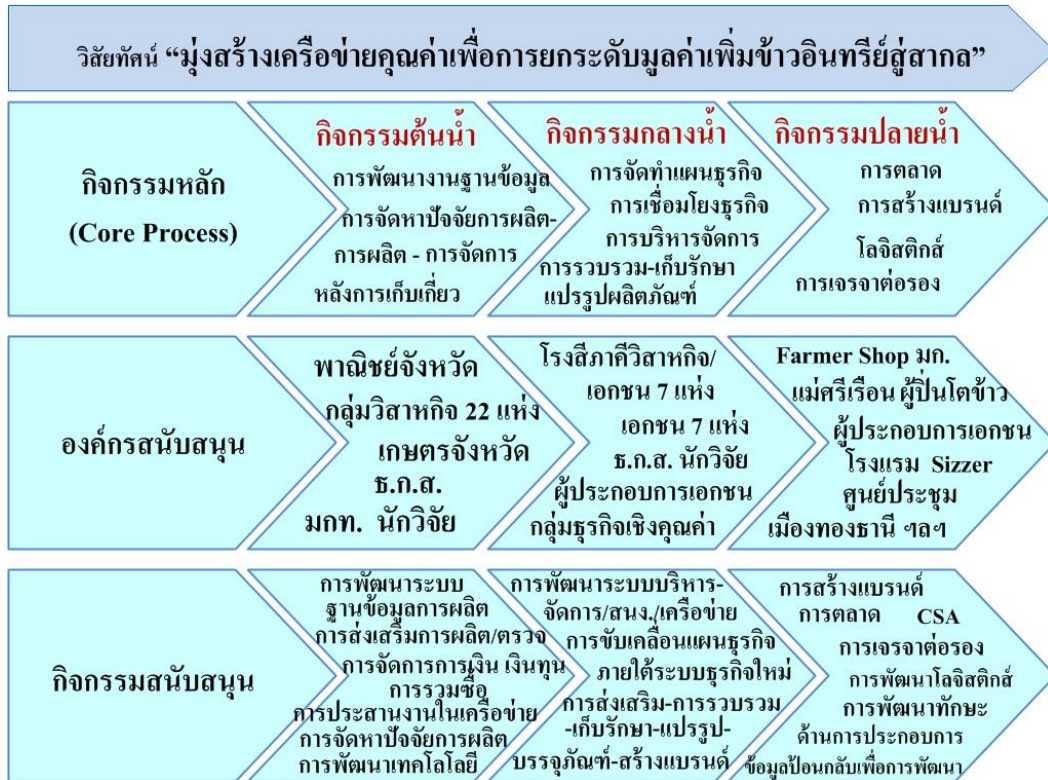 วิสัยทัศน์ “มุ่งสร้างเครือข่ายคุณค่าเพื่อการยกระดับมูลค่าเพิ่มข้าวอินทรีย์สู่สากล”
กิจกรรมหลัก
(Core Process)
กิจกรรมต้นน้ำ
การพัฒนางานฐานข้อมูล
การจัดหาปัจจัยการผลิต-
การผลิต - การจัดการ
หลังการเก็บเกี่ยว
กิจกรรมกลางน้ำ
การจัดทำแผนธุรกิจ
การเชื่อมโยงธุรกิจ
การบริหารจัดการ
การรวบรวม-เก็บรักษา
แปรรูปผลิตภัณฑ์
กิจกรรมปลายน้ำ
การตลาด
การสร้างแบรนด์
โลจิสติกส์
การเจรจาต่อรอง
องค์กรสนับสนุน
พาณิชย์จังหวัด
กลุ่มวิสาหกิจ 22 แห่ง
เกษตรจังหวัด
ธ.ก.ส.
มกท. นักวิจัย
โรงสีภาคีวิสาหกิจ/
เอกชน 7 แห่ง
เอกชน 7 แห่ง
ธ.ก.ส. นักวิจัย
ผู้ประกอบการเอกชน
กลุ่มธุรกิจเชิงคุณค่า
Farmer Shop มก.
แม่ศรีเรือน ผู้ปิ่นโตข้าว
ผู้ประกอบการเอกชน
โรงแรม Sizzer
ศูนย์ประชุม
เมืองทองธานี ฯลฯ
กิจกรรมสนับสนุน
การพัฒนาระบบ
ฐานข้อมูลการผลิต
การส่งเสริมการผลิต/ตรวจ
การจัดการการเงิน เงินทุน
การรวมซื้อ
การประสานงานในเครือข่าย
การจัดหาปัจจัยการผลิต
การพัฒนาเทคโลโลยี
การพัฒนาระบบบริหาร-
จัดการ/สนง./เครือข่าย
การขับเคลื่อนแผนธุรกิจ
ภายใต้ระบบธุรกิจใหม่
การส่งเสริม-การรวบรวม
-เก็บรักษา-แปรรูป-
บรรจุภัณฑ์-สร้างแบรนด์
การสร้างแบรนด์
การตลาด CSA
การเจรจาต่อรอง
การพัฒนาโลจิสติกส์
การพัฒนาทักษะ
ด้านการประกอบการ
ข้อมูลป้อนกลับเพื่อการพัฒนา